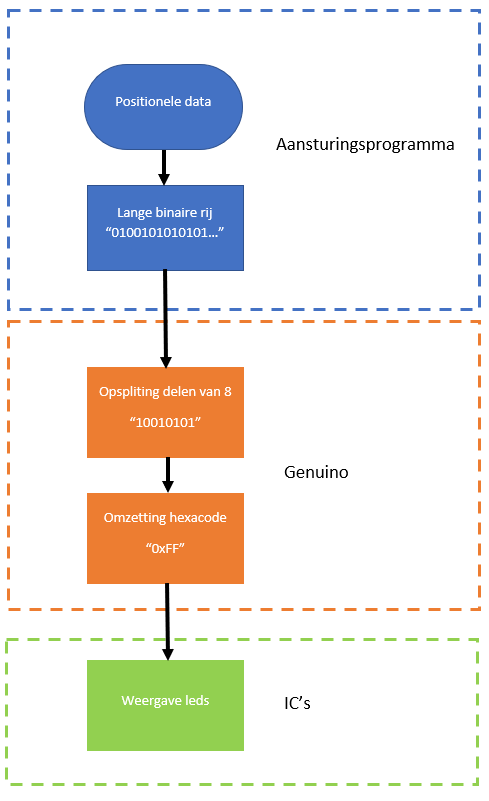 Positionele data
Aansturingsprogramma
Lange binaire rij
“0100101010101...”
Opspliting delen van 8
“10010101”
Genuino
Omzetting hexacode
“0xFF”
Weergave leds
IC’s